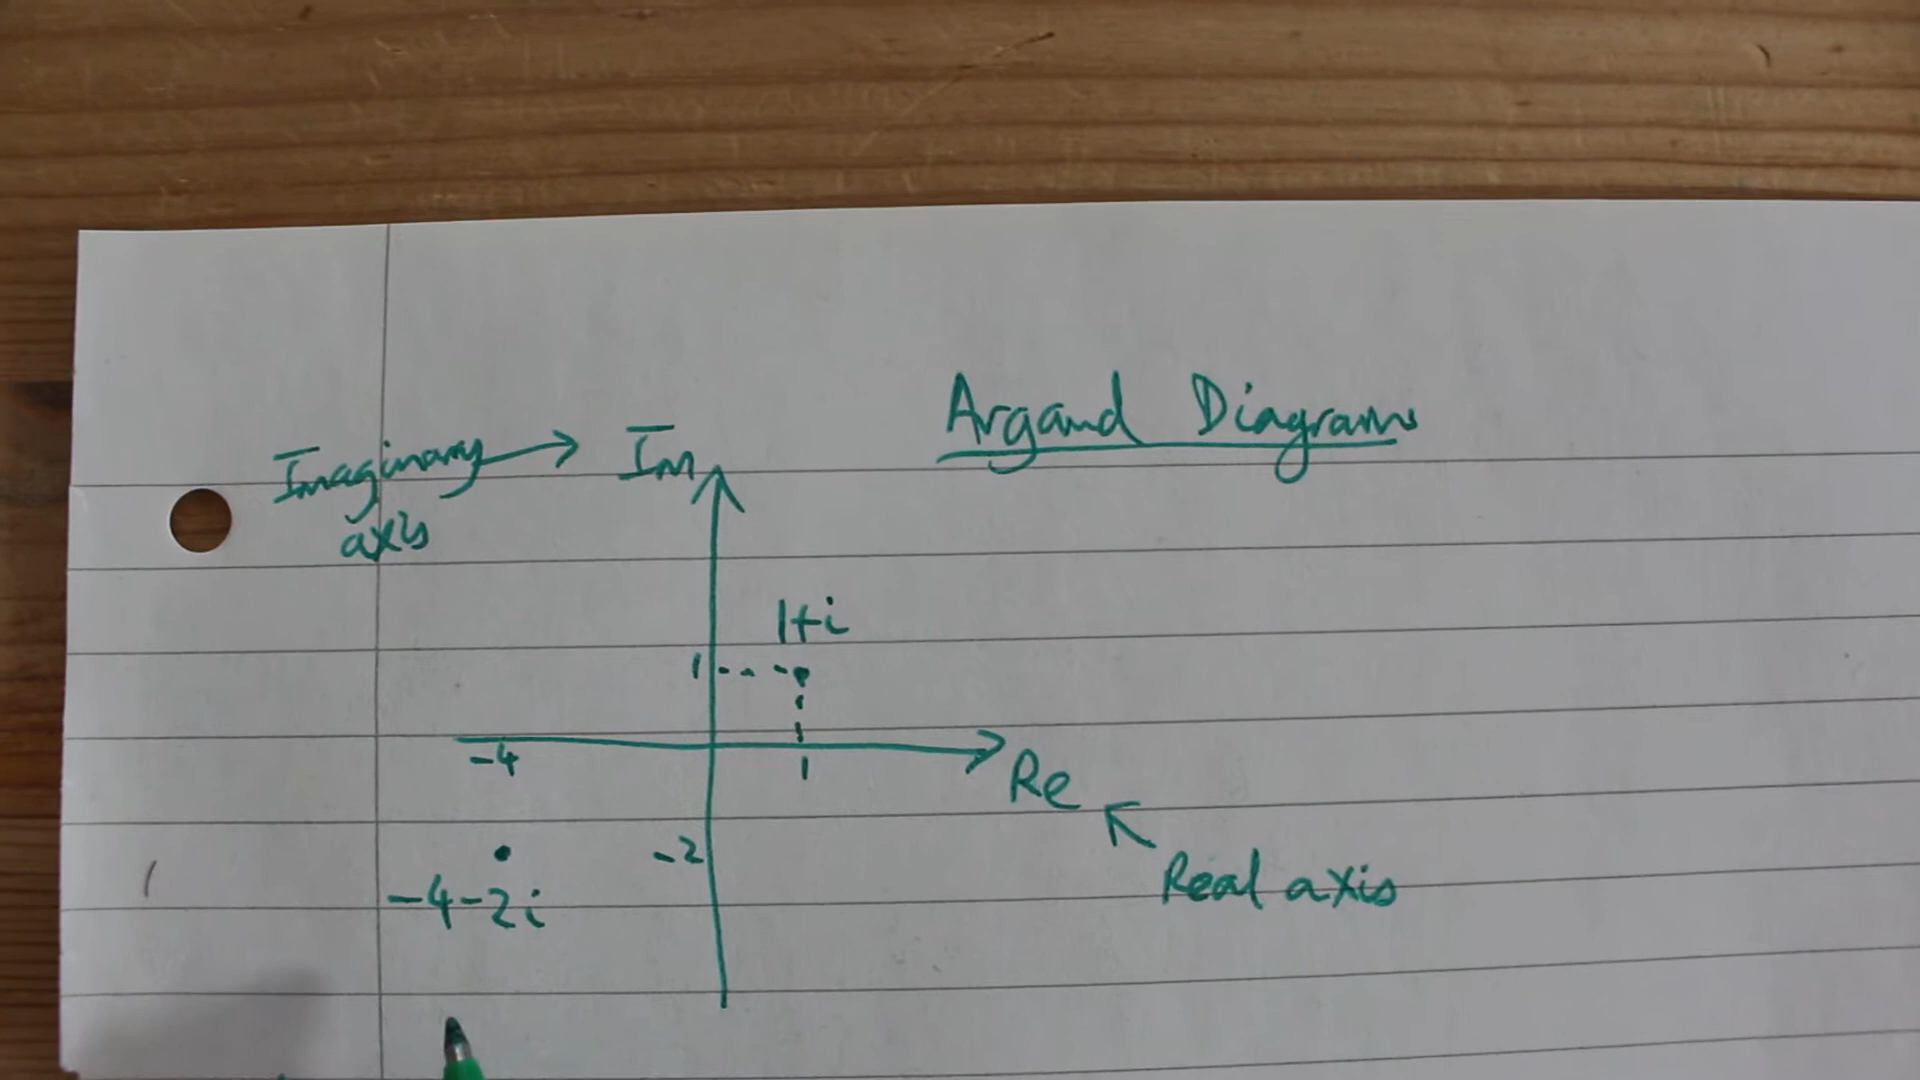 Argand Diagrams
Imaginary
axis
Im
1+i
1
-4
1
Re
-2
-4-2i
Real axis